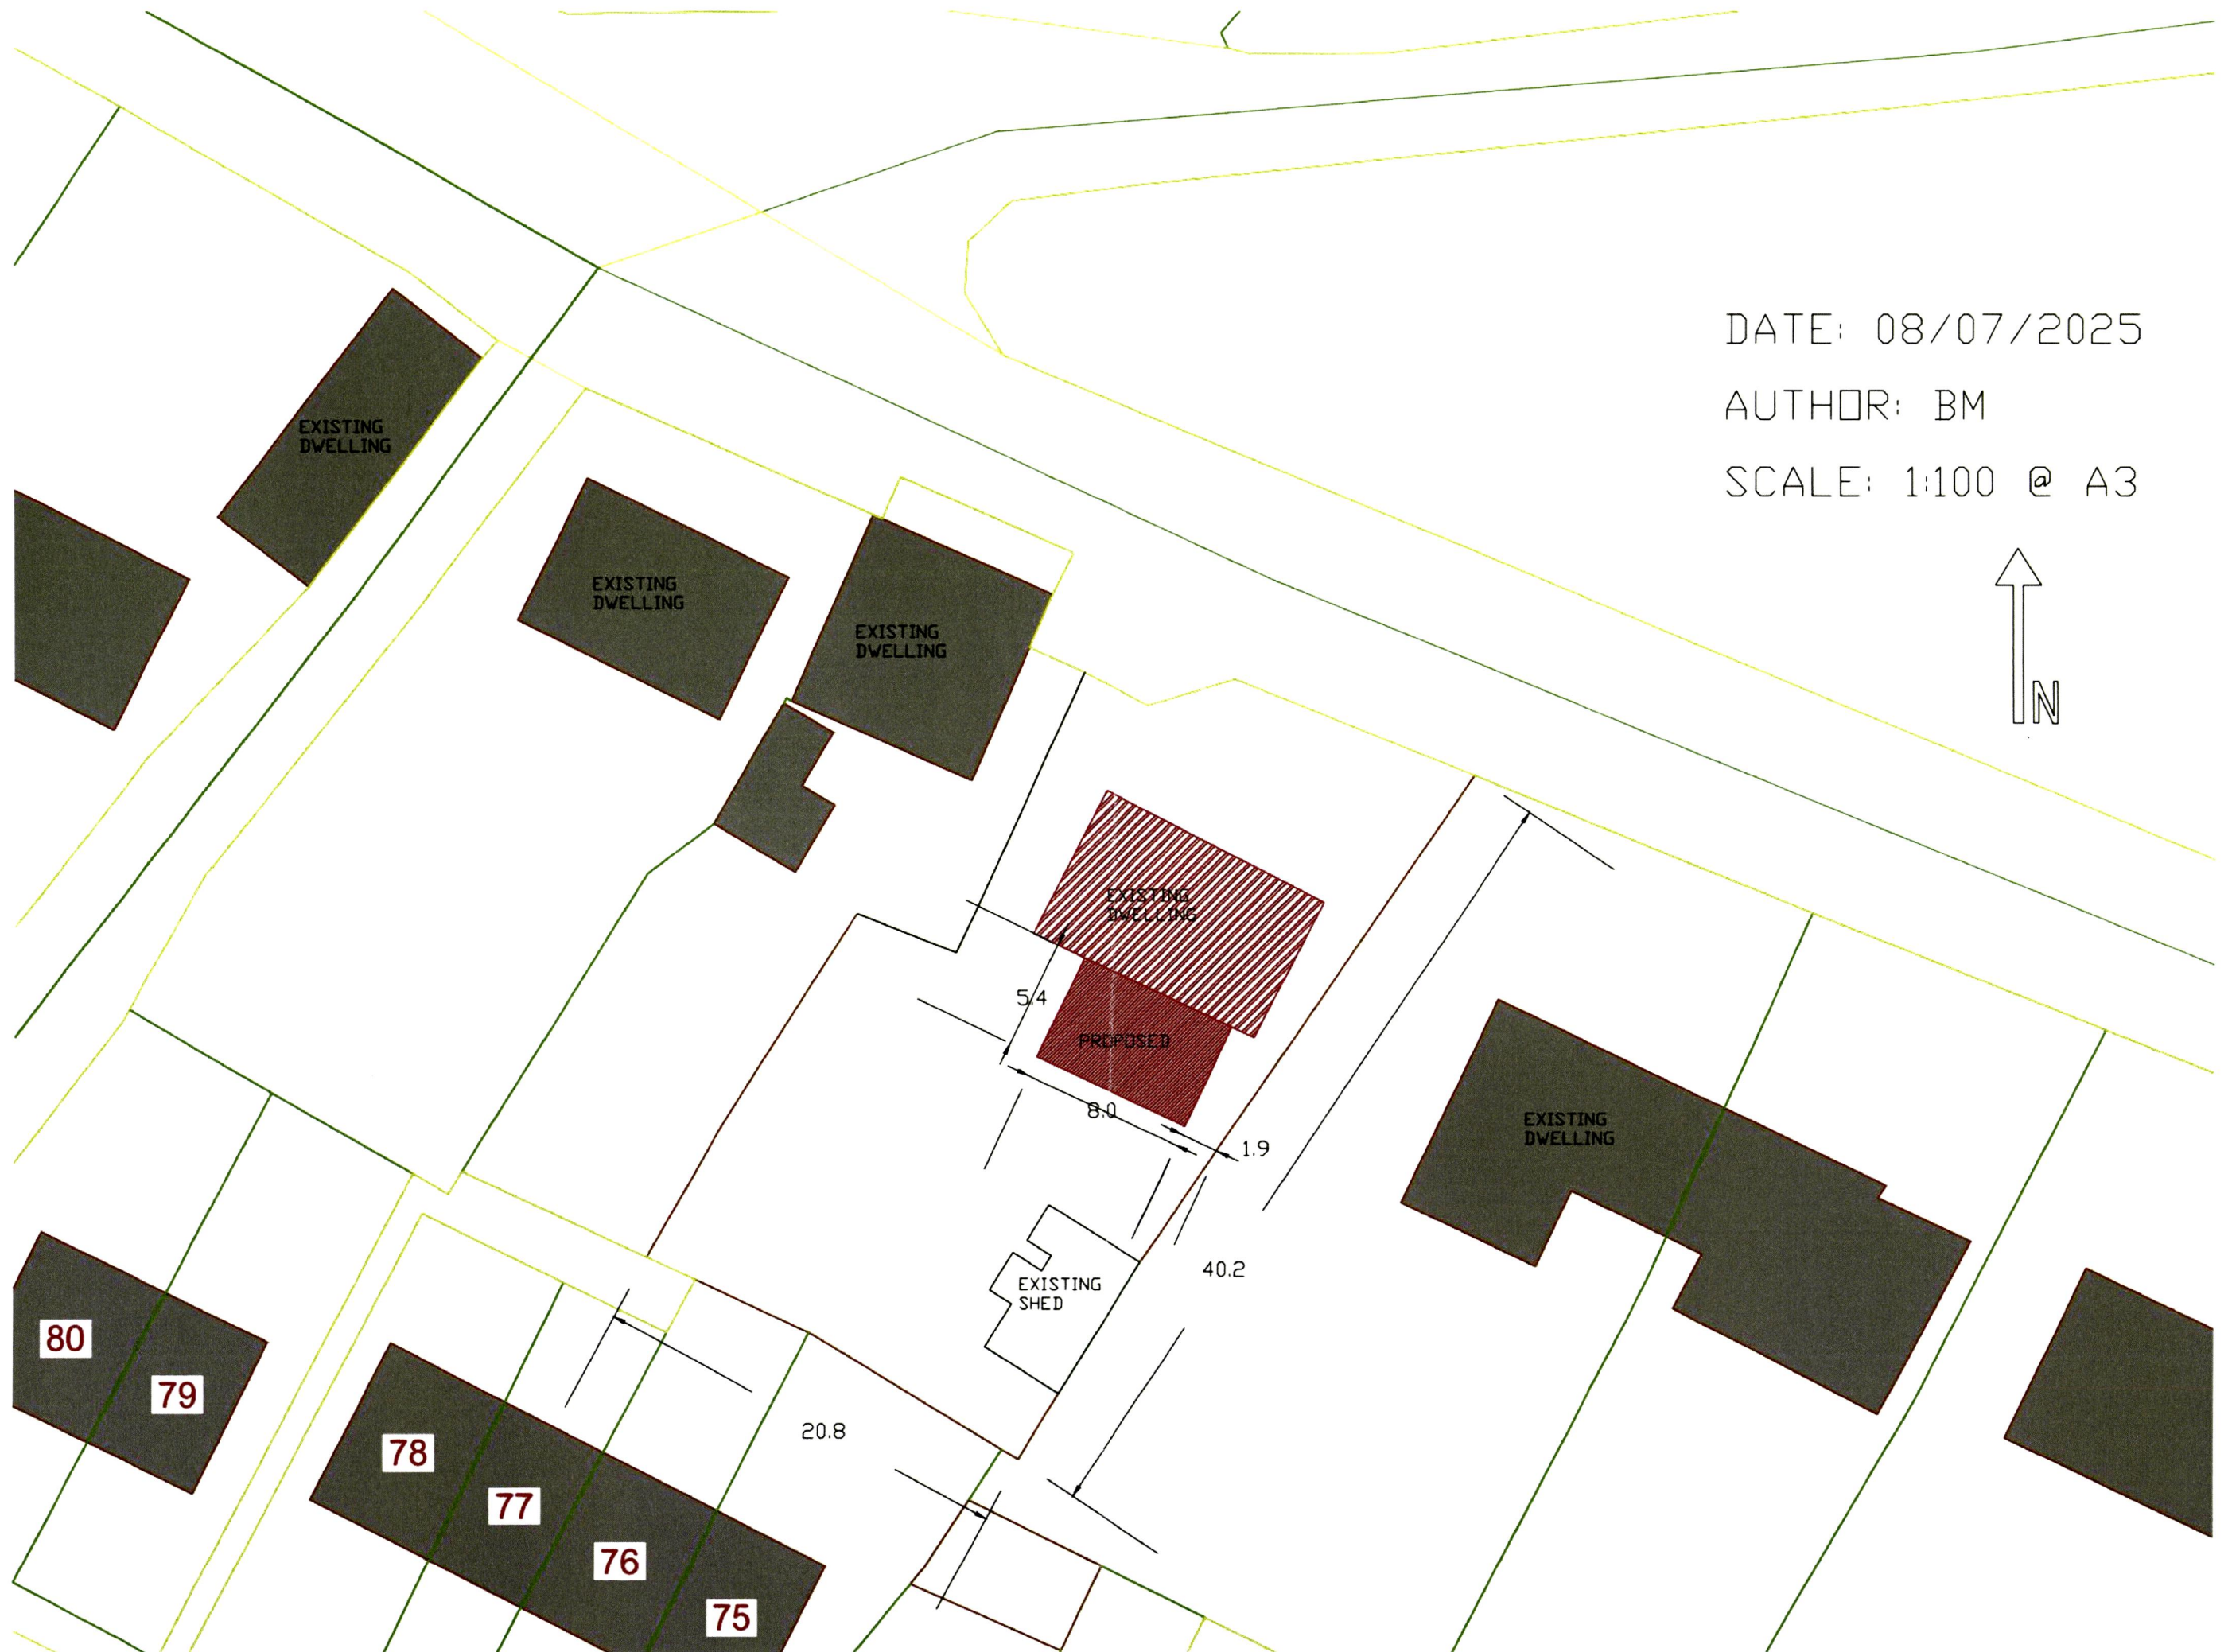 DATE: 08/07/2025
AUTHOR: BM
SCALE: 1:100 @ A3
N
EXISTING
DWELLING
EXISTING
DWELLING
EXISTING
DWELLING
EXISTING
DWELLING
5.4
PROPOSED
8.0
1.9
EXISTING
DWELLING
40.2
EXISTING
SHED
20.8
80
79
78
77
76
75